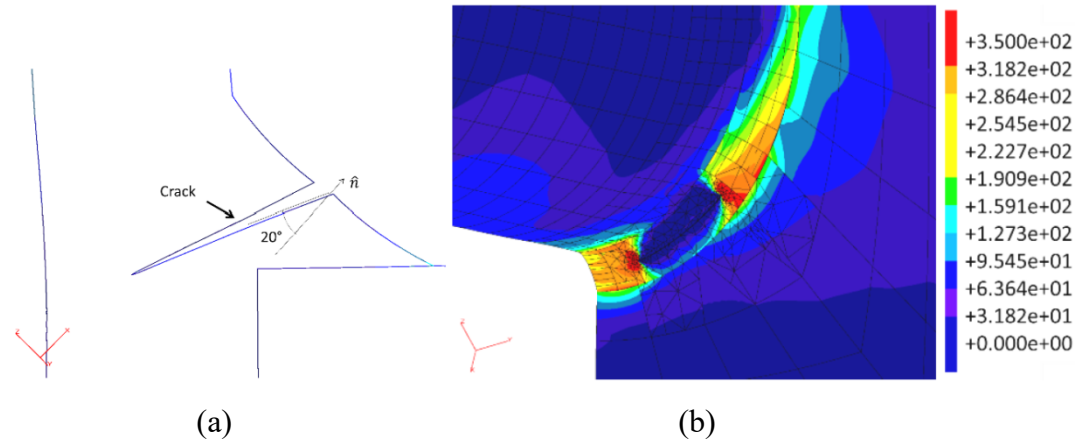 Crack
n̂
20°
+3.500e+02
+3.182e+02
+2.864e+02
+2.545e+02
+2.227e+02
+1.909e+02
+1.591e+02
+1.273e+02
+9.545e+01
+6.364e+01
+3.182e+01
+0.000e+00
(a)
(b)